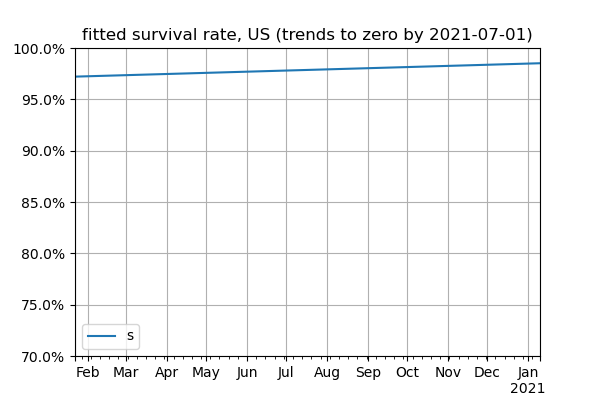 fitted survival rate, US (trends to zero by 2021-07-01)
100.0%
95.0%
90.0%
85.0%
80.0%
75.0%
70.0%
s
Feb Mar Apr May Jun Jul Aug Sep Oct Nov Dec Jan
2021